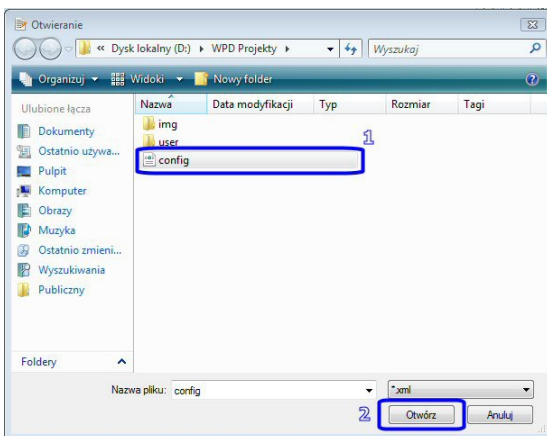 Otwieranie
« Dysk lokalny (D:) ▸ WPD Projekty ▸ Wyszukaj
Organizuj Widoki Nowy folder
Ulubione łącza
Nazwa Data modyfikacji Typ Rozmiar Tagi
Dokumenty
Ostatnio używa...
Pulpit
Komputer
Obrazy
Muzyka
Ostatnio zmieni...
Wyszukiwania
Publiczny
img
user
1
config
Foldery
Nazwa pliku: config *.xml
2 Otwórz Anuluj